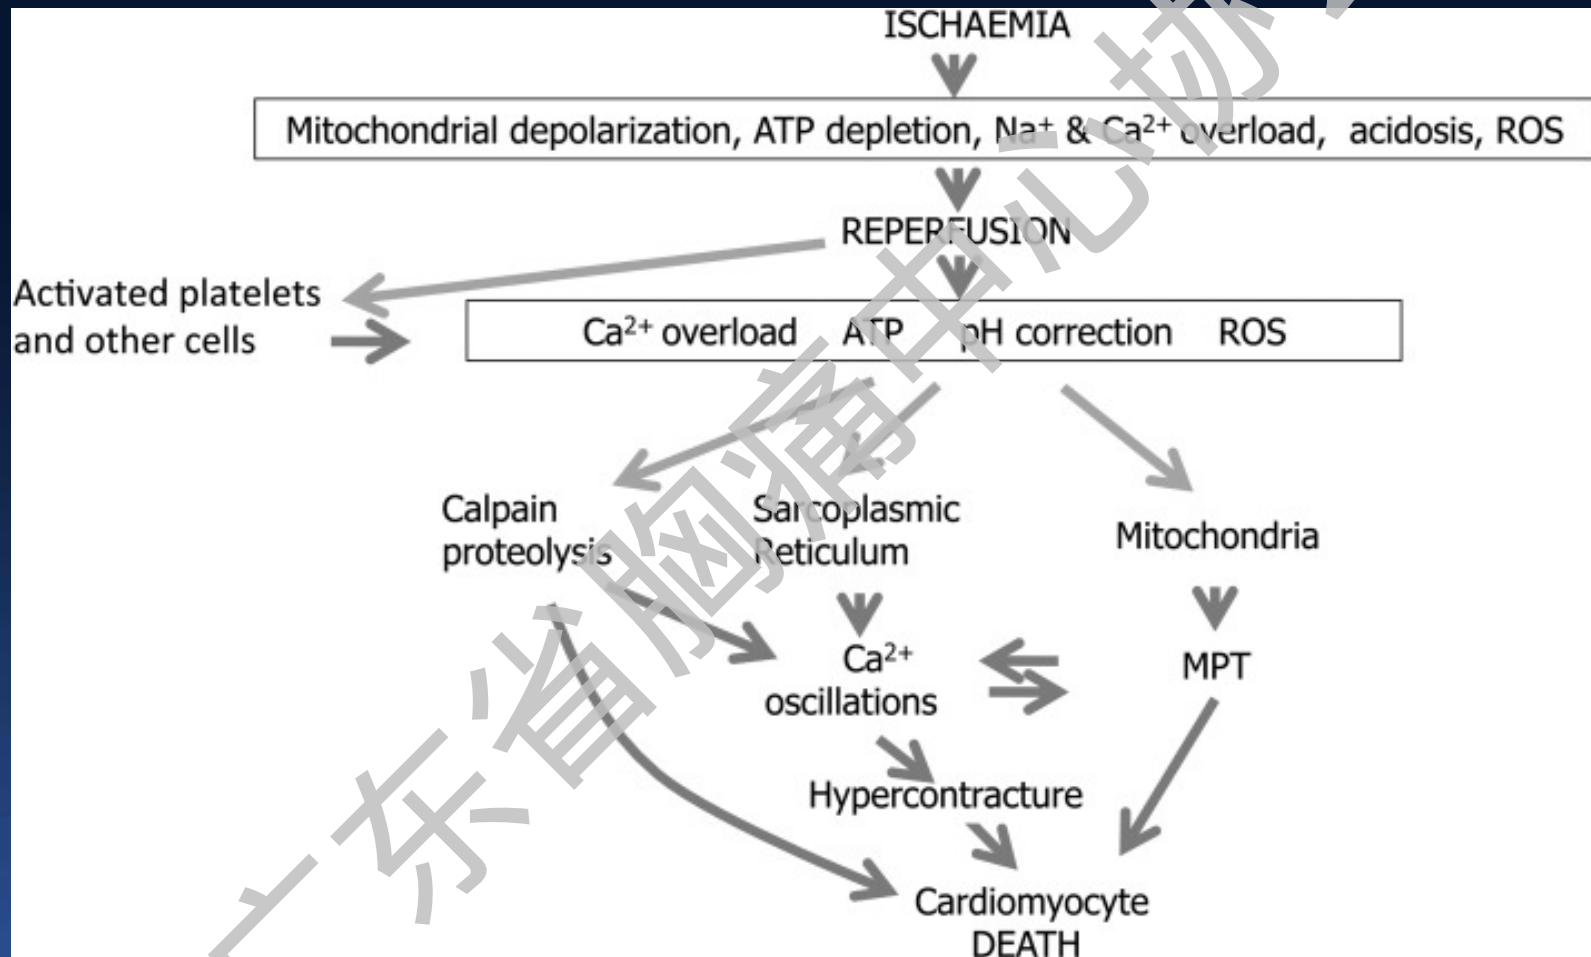 ISCHAEMIA
Mitochondrial depolarization, ATP depletion, Na⁺ & Ca²⁺ overload, acidosis, ROS
REPERFUSION
Activated platelets
and other cells
Ca²⁺ overload ATP pH correction ROS
Calpain
proteolysis
Sarcoplasmic
Reticulum
Mitochondria
Ca²⁺
oscillations
MPT
Hypercontracture
Cardiomyocyte
DEATH
广东省胸痛中心协